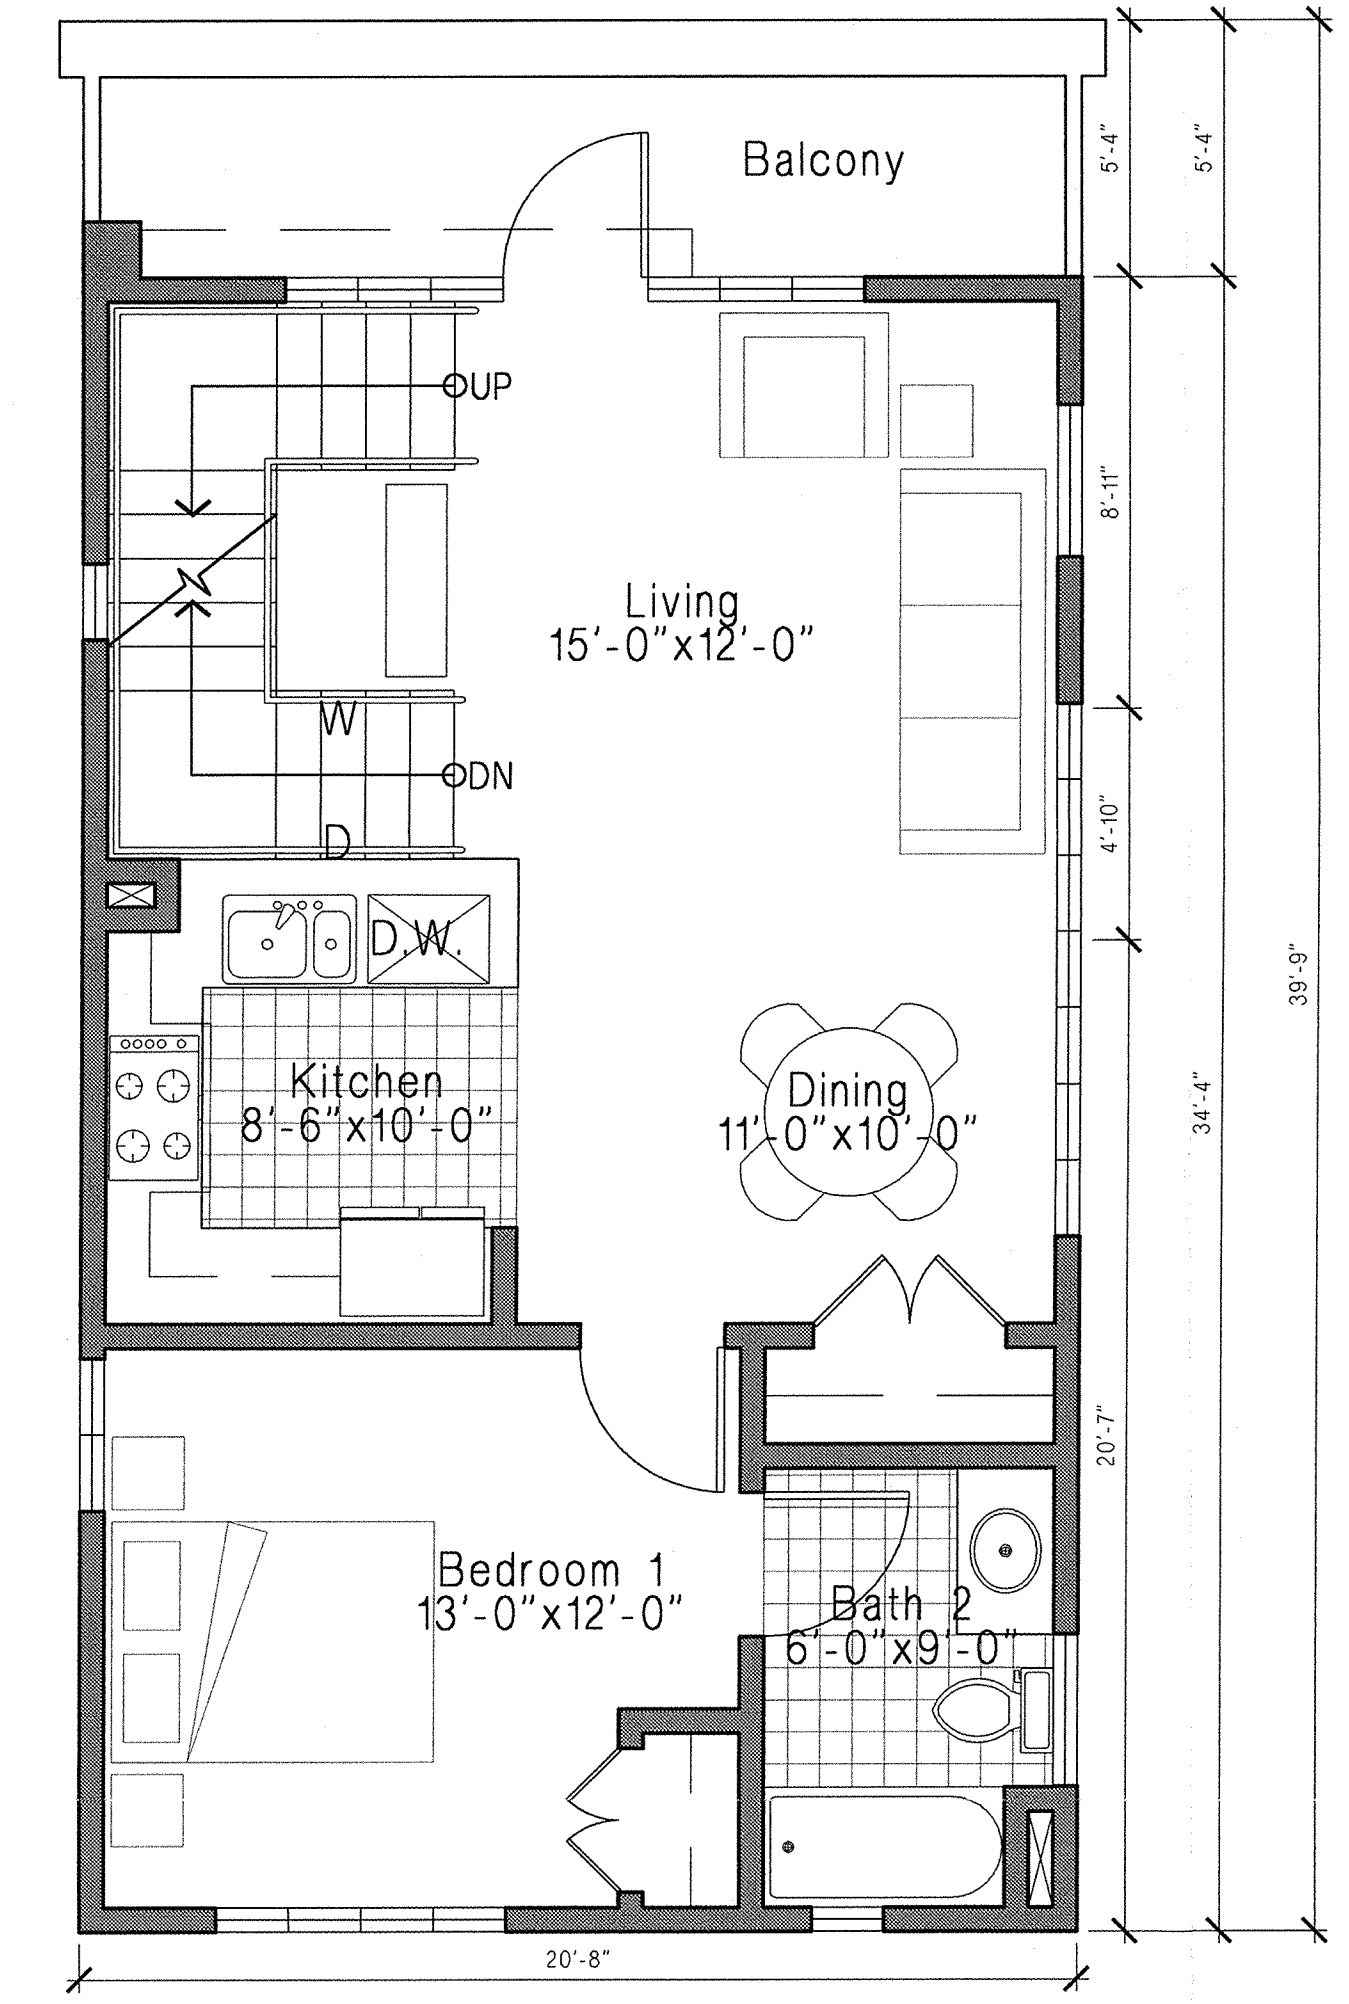 Balcony
5'-4"
5'-4"
UP
8'-11"
Living
15'-0"x12'-0"
W
DN
4'-10"
D
D.W.
39'-9"
Kitchen
8'-6"x10'-0"
Dining
11'-0"x10'-0"
34'-4"
20'-7"
Bedroom 1
13'-0"x12'-0"
Bath 2
6'-0"x9'-0"
20'-8"